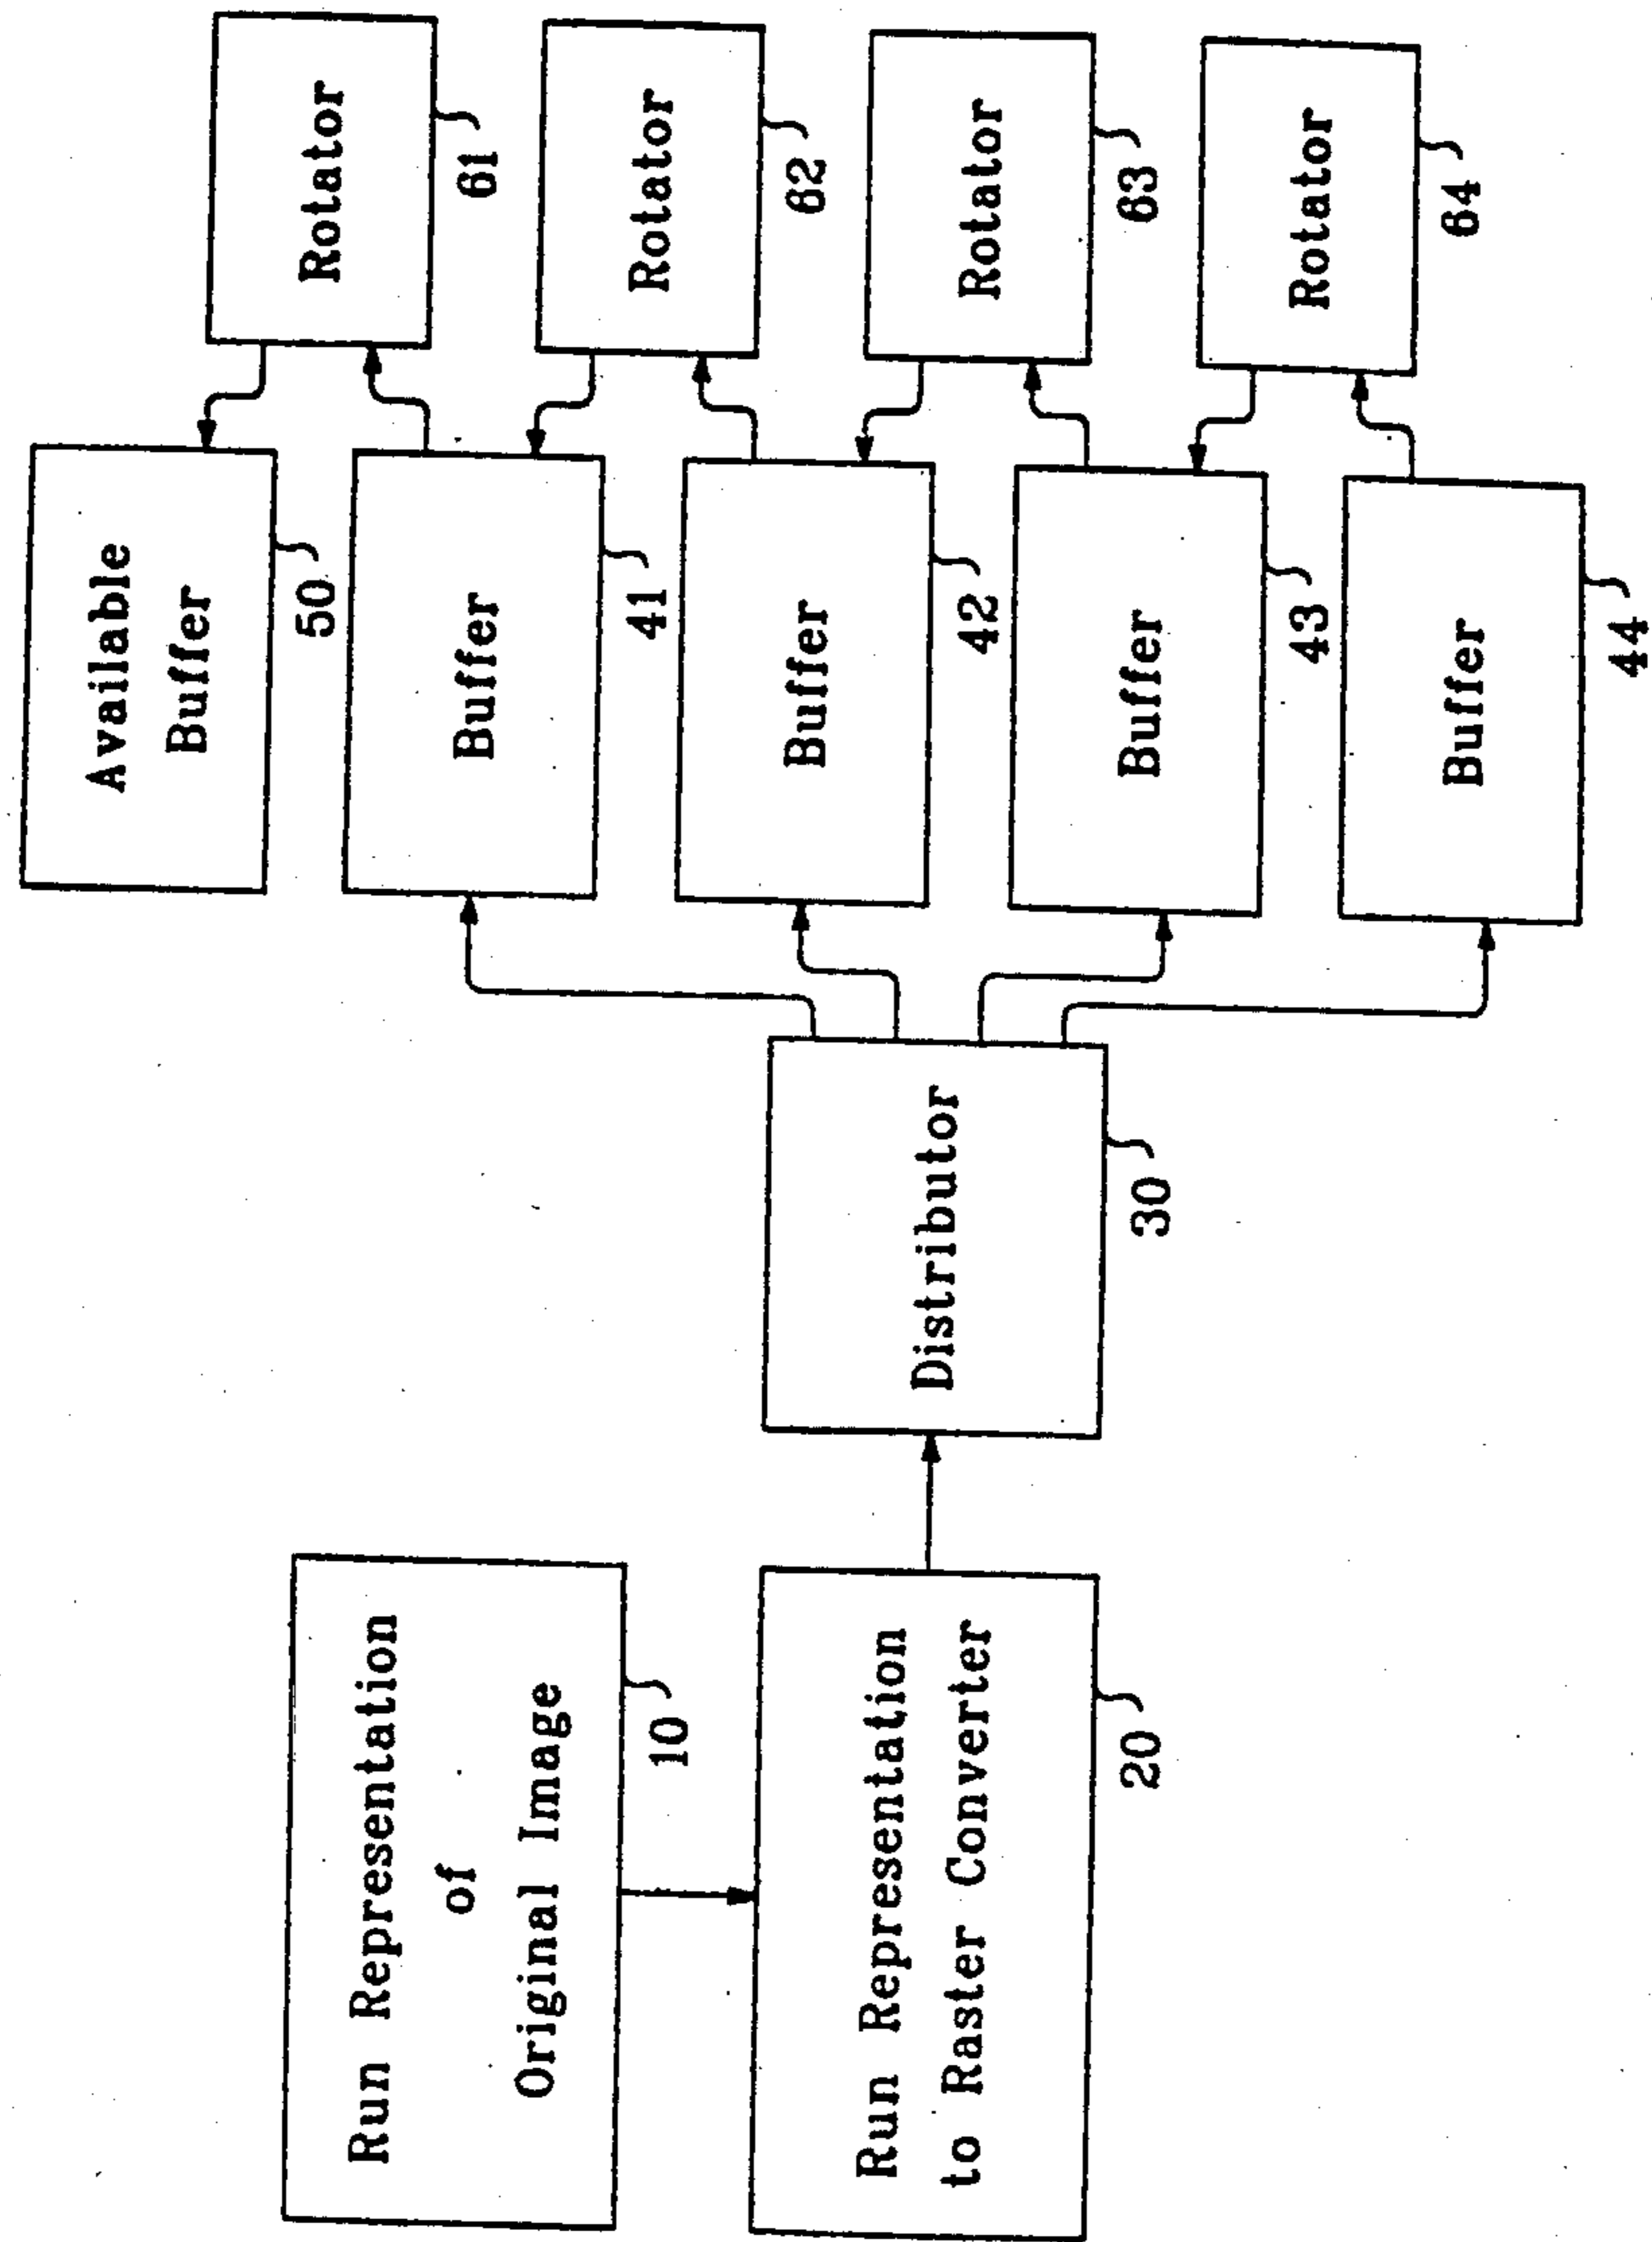 Run Representation
of
Original Image
10
Run Representation
to Raster Converter
20
Distributor
30
Available
Buffer
50
Buffer
41
Buffer
42
Buffer
43
Buffer
44
Rotator
61
Rotator
62
Rotator
63
Rotator
64